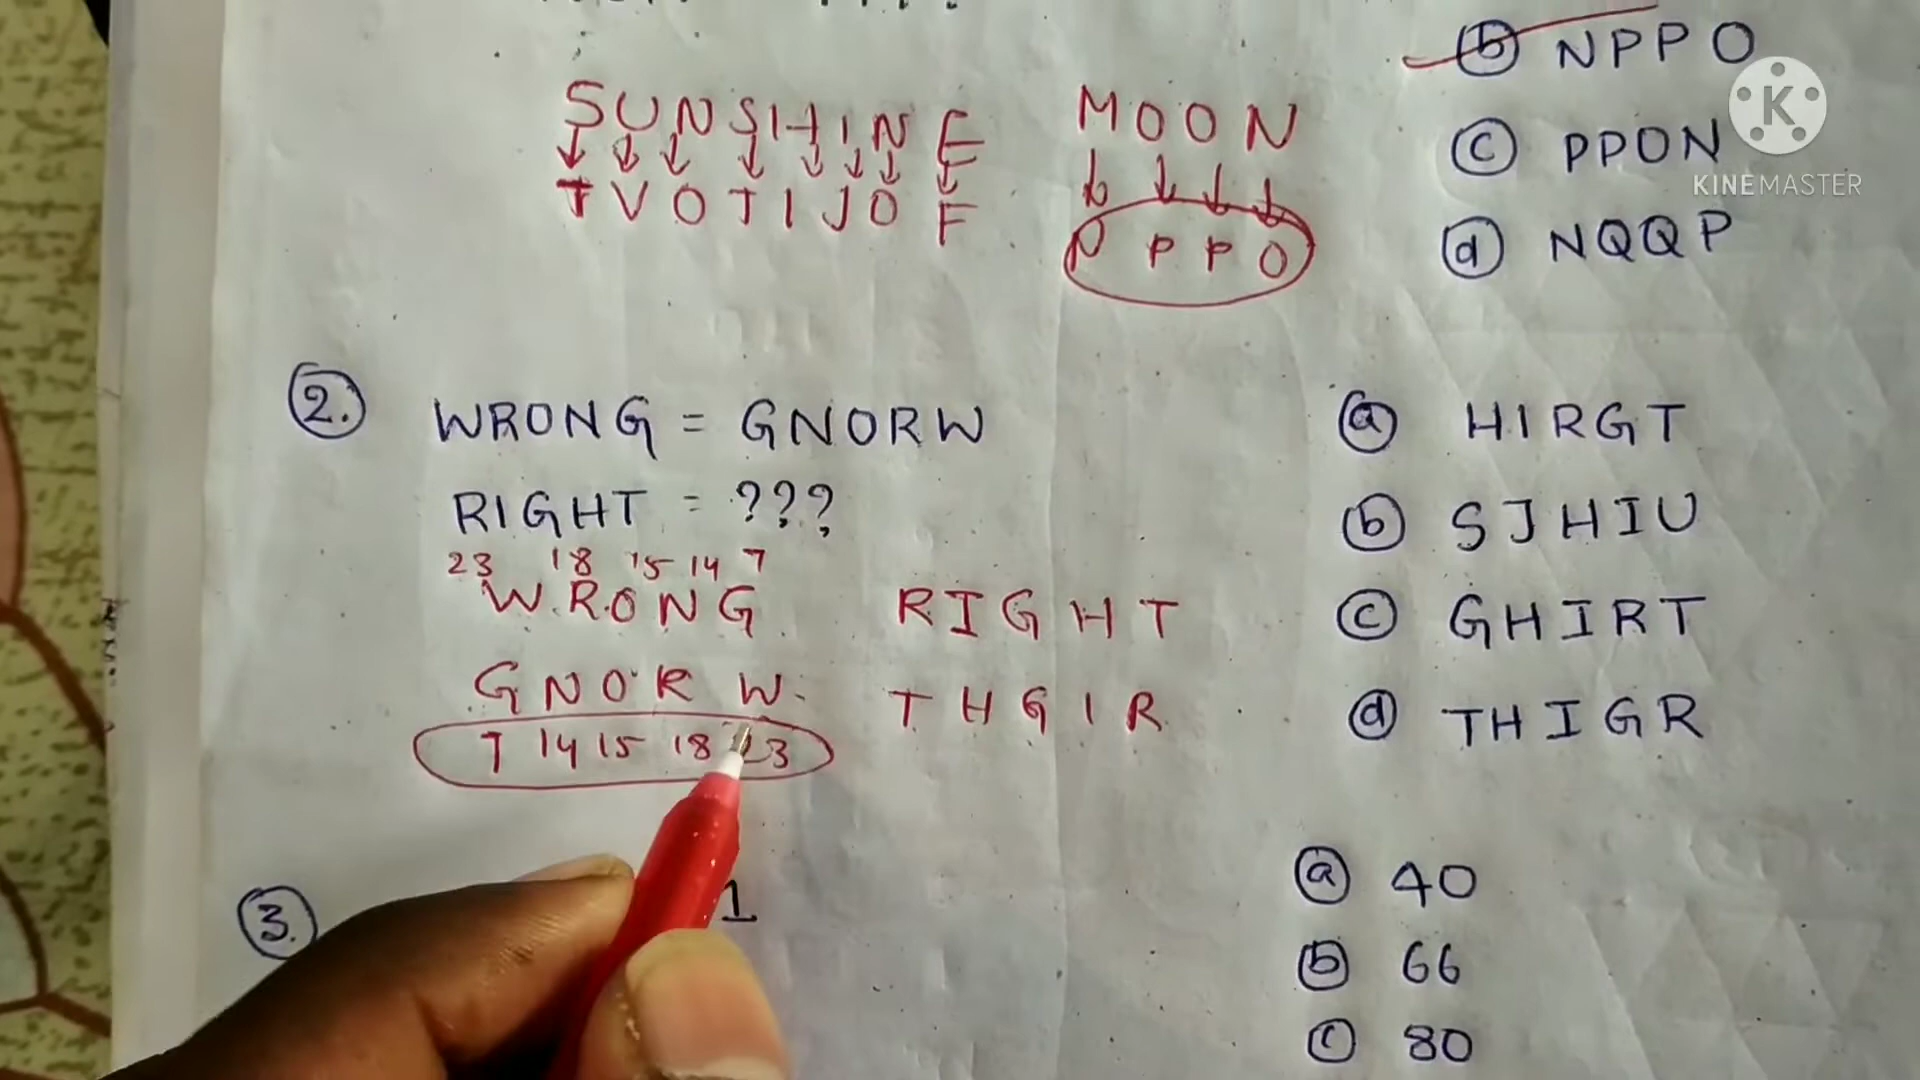 ⓑ NPPO
K
KINEMASTER
SUNSHINE MOON
ⓒ PPON
TVOTIJOF
NPPO
ⓓ NQQP
2. WRONG = GNORW
ⓐ HIRGT
RIGHT = ???
ⓑ SJHIU
23 18 15 14 7
WRONG RIGHT
ⓒ GHIRT
GNORW THGIR
ⓓ THIGR
7 14 15 18 23
3. 1
ⓐ 40
ⓑ 66
ⓒ 80